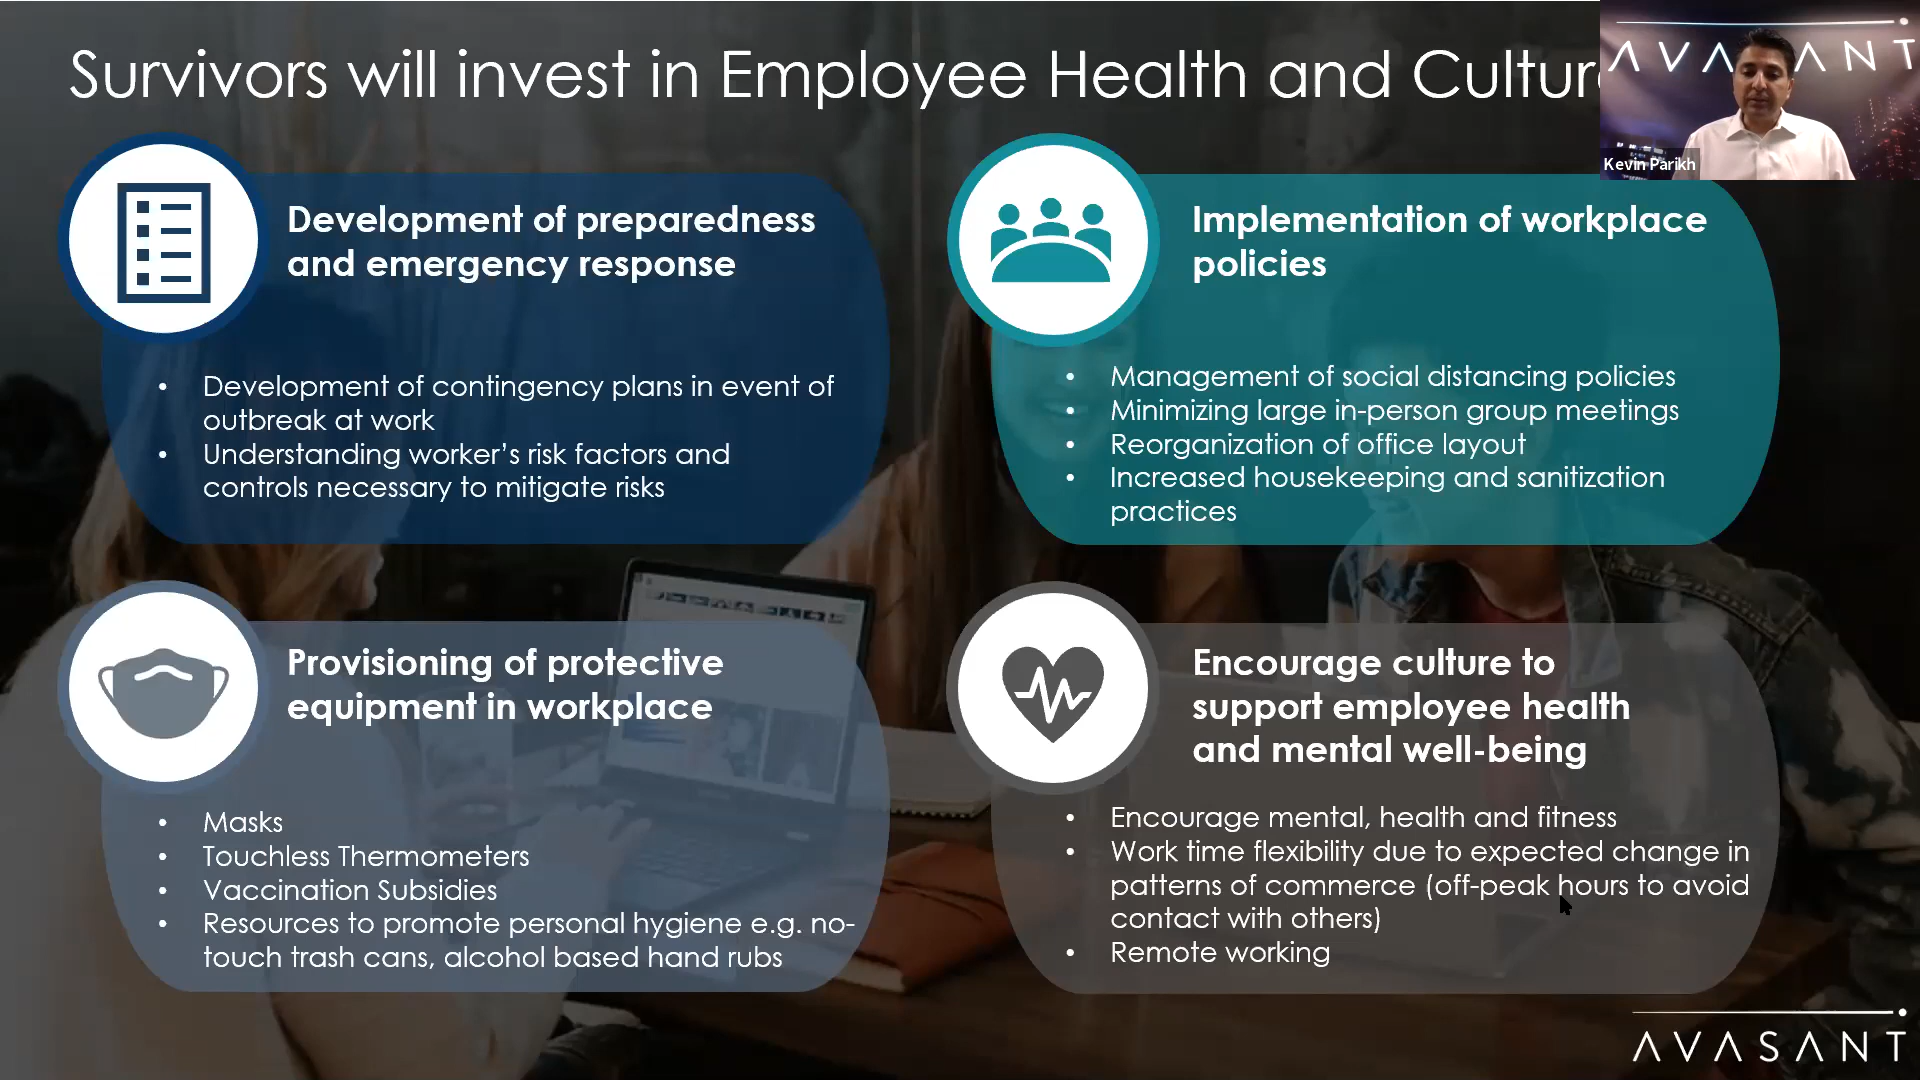 Survivors will invest in Employee Health and Cultur
AVASANT
Kevin Parikh
Development of preparedness
and emergency response
• Development of contingency plans in event of
outbreak at work
• Understanding worker’s risk factors and
controls necessary to mitigate risks
Implementation of workplace
policies
• Management of social distancing policies
• Minimizing large in-person group meetings
• Reorganization of office layout
• Increased housekeeping and sanitization
practices
Provisioning of protective
equipment in workplace
• Masks
• Touchless Thermometers
• Vaccination Subsidies
• Resources to promote personal hygiene e.g. no-
touch trash cans, alcohol based hand rubs
Encourage culture to
support employee health
and mental well-being
• Encourage mental, health and fitness
• Work time flexibility due to expected change in
patterns of commerce (off-peak hours to avoid
contact with others)
• Remote working
AVASANT